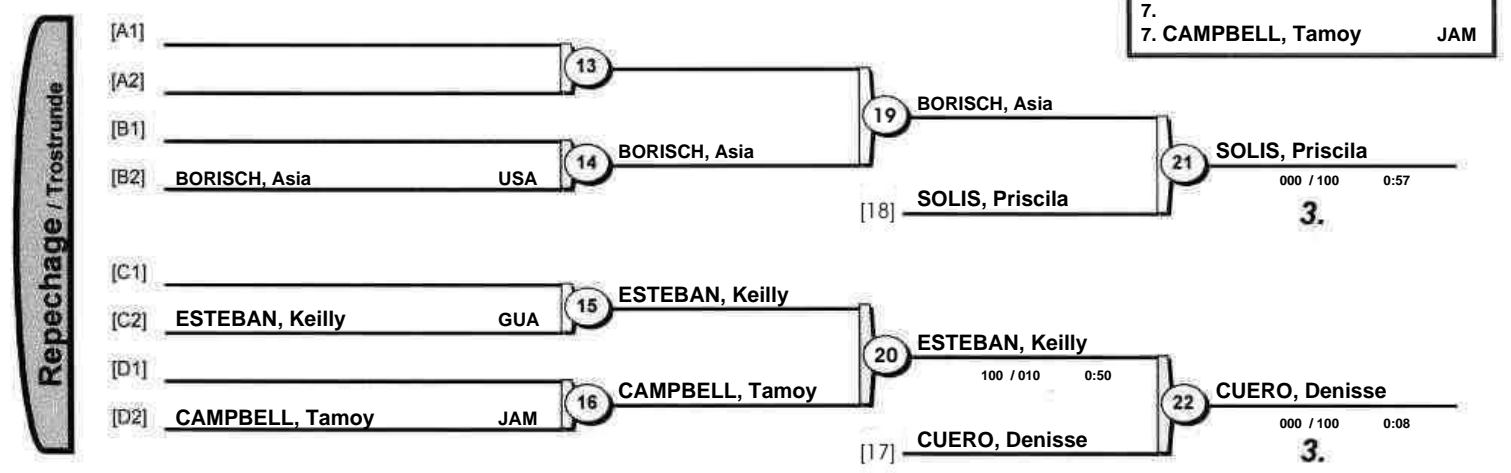 7.
7. CAMPBELL, Tamoy JAM
Repechage / Trostrunde
[A1]
13
[A2]
19 BORISCH, Asia
[B1]
14 BORISCH, Asia
21 SOLIS, Priscila
000 / 100 0:57
3.
[B2] BORISCH, Asia USA
[18] SOLIS, Priscila
[C1]
15 ESTEBAN, Keilly
[C2] ESTEBAN, Keilly GUA
20 ESTEBAN, Keilly
100 / 010 0:50
[D1]
16 CAMPBELL, Tamoy
22 CUERO, Denisse
000 / 100 0:08
3.
[D2] CAMPBELL, Tamoy JAM
[17] CUERO, Denisse